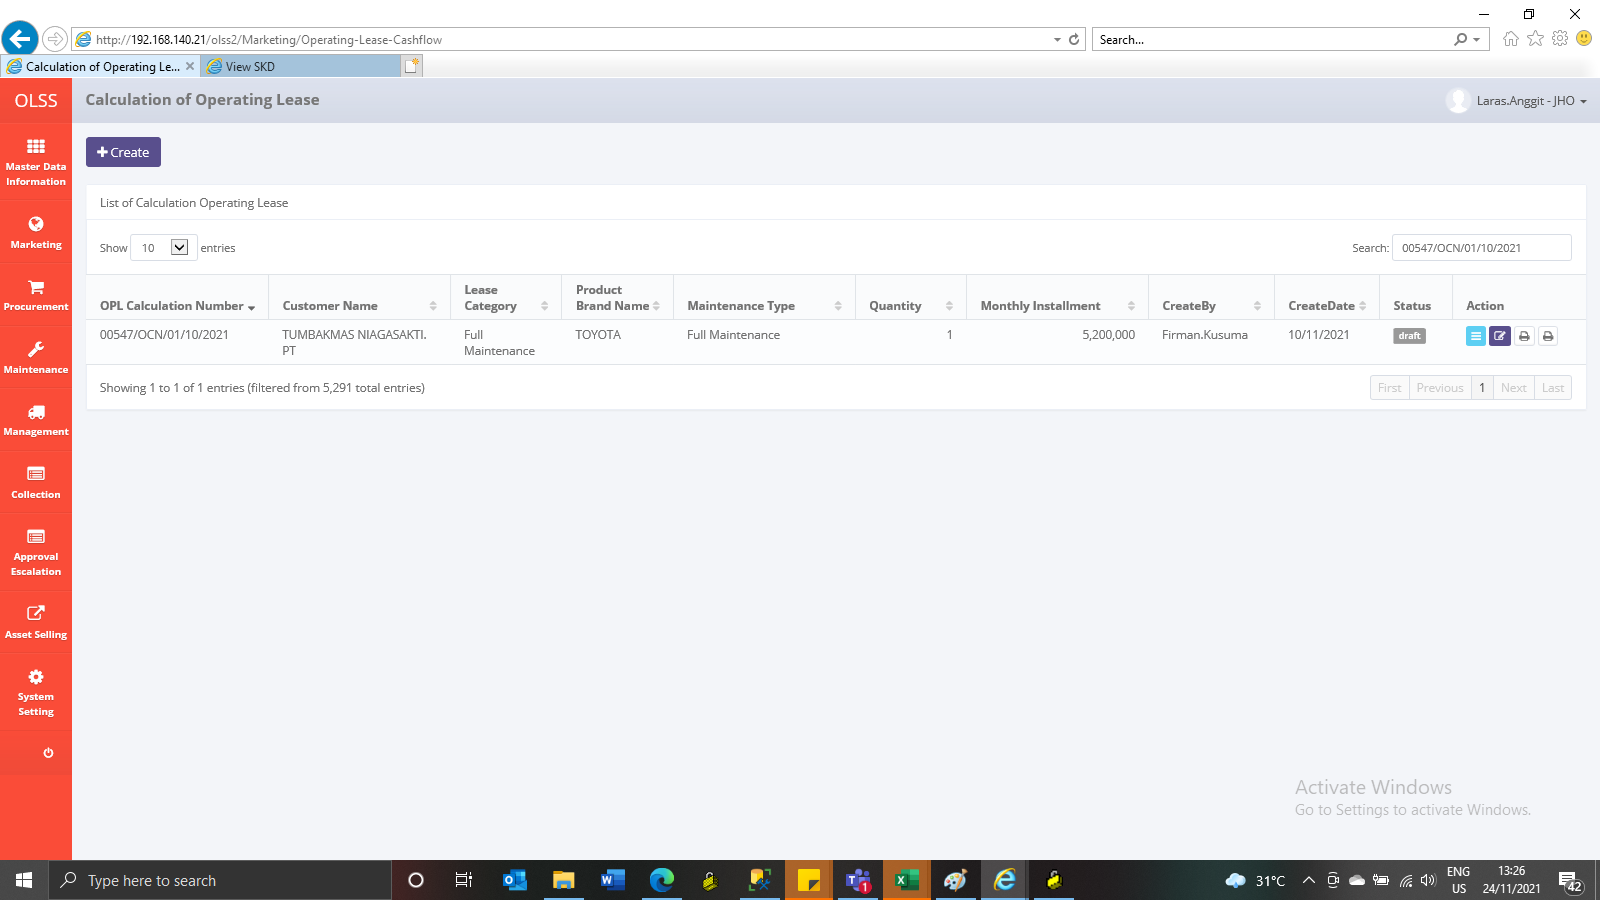 http://192.168.140.21/olss2/Marketing/Operating-Lease-Cashflow
Search...
Calculation of Operating Le...
View SKD
OLSS
Calculation of Operating Lease
Laras.Anggit - JHO
Create
Master Data
Information
Marketing
Procurement
Maintenance
Management
Collection
Approval
Escalation
Asset Selling
System
Setting
List of Calculation Operating Lease
Show 10 entries
Search: 00547/OCN/01/10/2021
OPL Calculation Number
Customer Name
Lease
Category
Product
Brand Name
Maintenance Type
Quantity
Monthly Installment
CreateBy
CreateDate
Status
Action
00547/OCN/01/10/2021
TUMBAKMAS NIAGASAKTI.
PT
Full
Maintenance
TOYOTA
Full Maintenance
1
5,200,000
Firman.Kusuma
10/11/2021
draft
Showing 1 to 1 of 1 entries (filtered from 5,291 total entries)
First Previous 1 Next Last
Activate Windows
Go to Settings to activate Windows.
Type here to search
1
31°C
ENG
US
13:26
24/11/2021
42